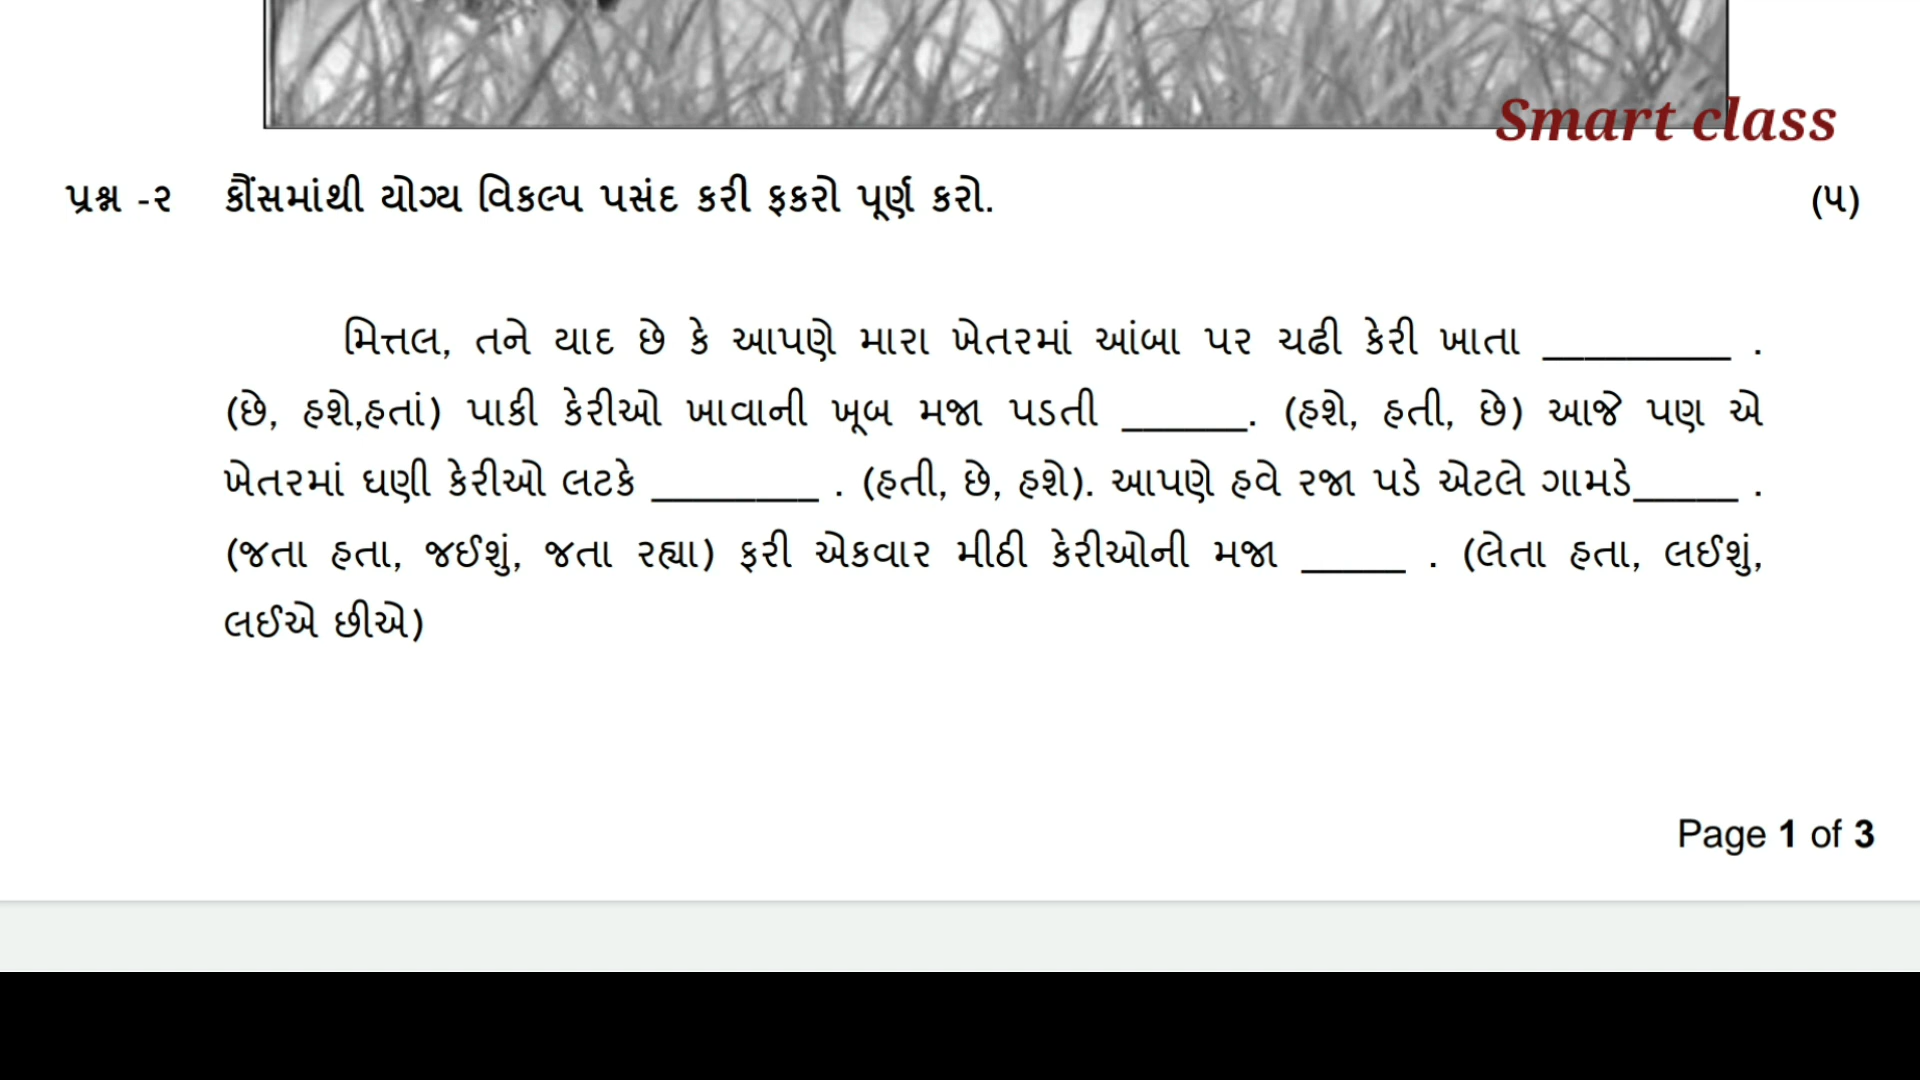 Smart class
પ્રશ્ન -૨ કૌંસમાંથી યોગ્ય વિકલ્પ પસંદ કરી ફકરો પૂર્ણ કરો. (૫)
મિત્તલ, તને યાદ છે કે આપણે મારા ખેતરમાં આંબા પર ચઢી કેરી ખાતા _________ .
(છે, હશે,હતાં) પાકી કેરીઓ ખાવાની ખૂબ મજા પડતી ______. (હશે, હતી, છે) આજે પણ એ
ખેતરમાં ઘણી કેરીઓ લટકે ________ . (હતી, છે, હશે). આપણે હવે રજા પડે એટલે ગામડે_____ .
(જતા હતા, જઈશું, જતા રહ્યા) ફરી એકવાર મીઠી કેરીઓની મજા _____ . (લેતા હતા, લઈશું,
લઈએ છીએ)
Page 1 of 3